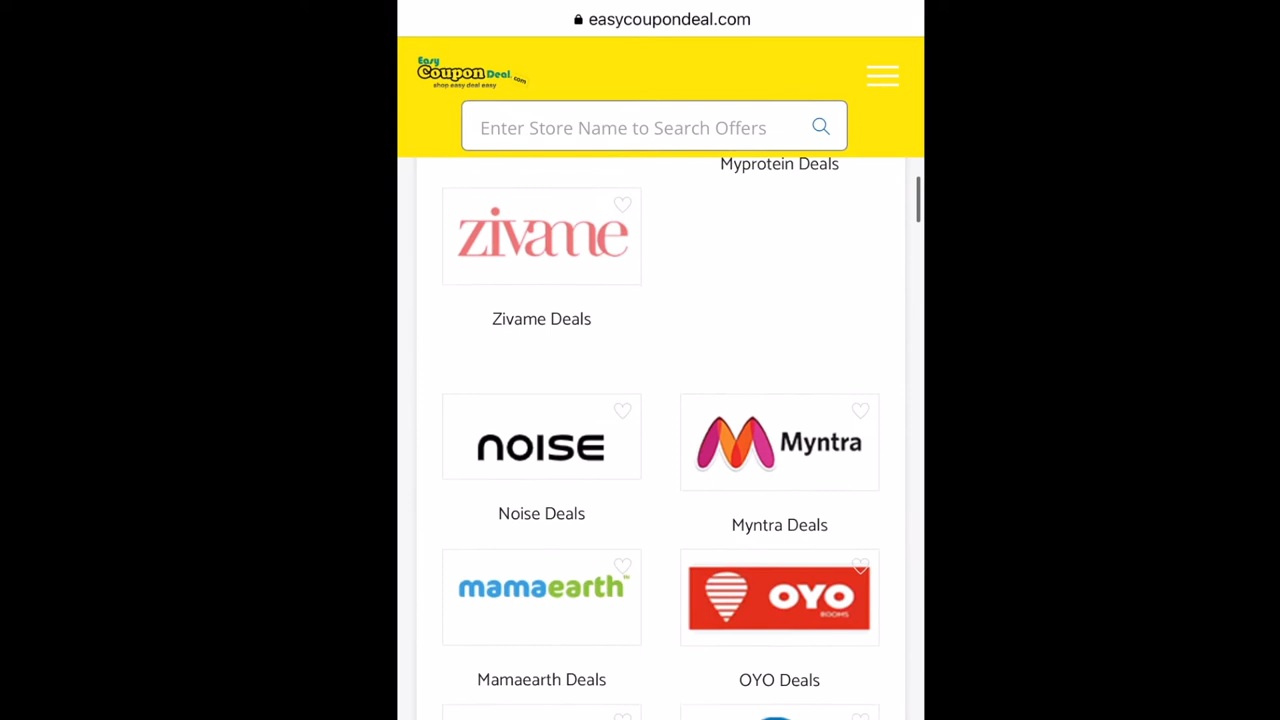 easycoupondeal.com
Easy
Coupon Deal.com
shop easy deal easy
Enter Store Name to Search Offers
Myprotein Deals
zivame
Zivame Deals
noise
Myntra
Noise Deals
Myntra Deals
mamaearth™
OYO
ROOMS
Mamaearth Deals
OYO Deals